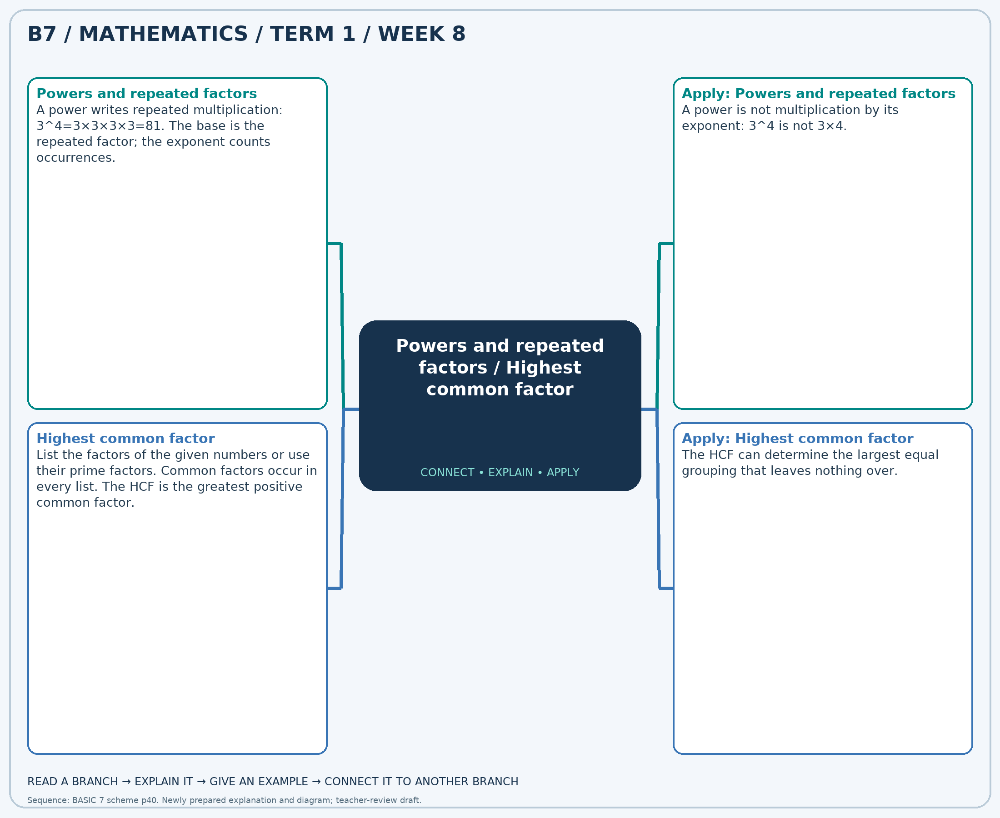 B7 / MATHEMATICS / TERM 1 / WEEK 8
Powers and repeated factors
A power writes repeated multiplication:
3^4=3×3×3×3=81. The base is the
repeated factor; the exponent counts
occurrences.
Apply: Powers and repeated factors
A power is not multiplication by its
exponent: 3^4 is not 3×4.
Powers and repeated
factors / Highest
common factor
CONNECT • EXPLAIN • APPLY
Highest common factor
List the factors of the given numbers or use
their prime factors. Common factors occur in
every list. The HCF is the greatest positive
common factor.
Apply: Highest common factor
The HCF can determine the largest equal
grouping that leaves nothing over.
READ A BRANCH → EXPLAIN IT → GIVE AN EXAMPLE → CONNECT IT TO ANOTHER BRANCH
Sequence: BASIC 7 scheme p40. Newly prepared explanation and diagram; teacher-review draft.